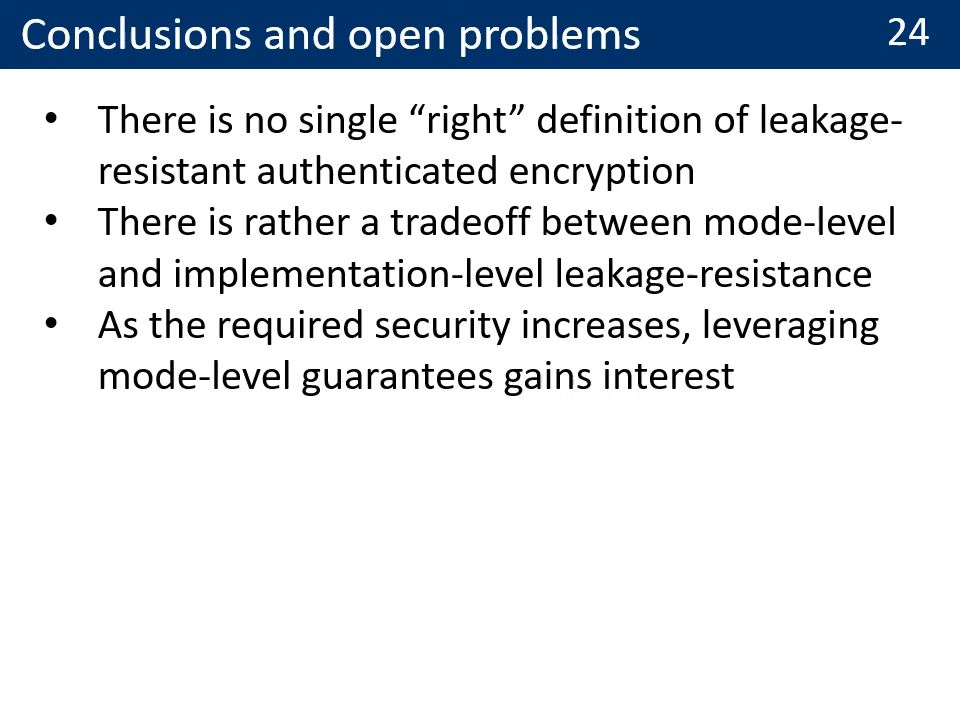 Conclusions and open problems 24
• There is no single “right” definition of leakage-
resistant authenticated encryption
• There is rather a tradeoff between mode-level
and implementation-level leakage-resistance
• As the required security increases, leveraging
mode-level guarantees gains interest